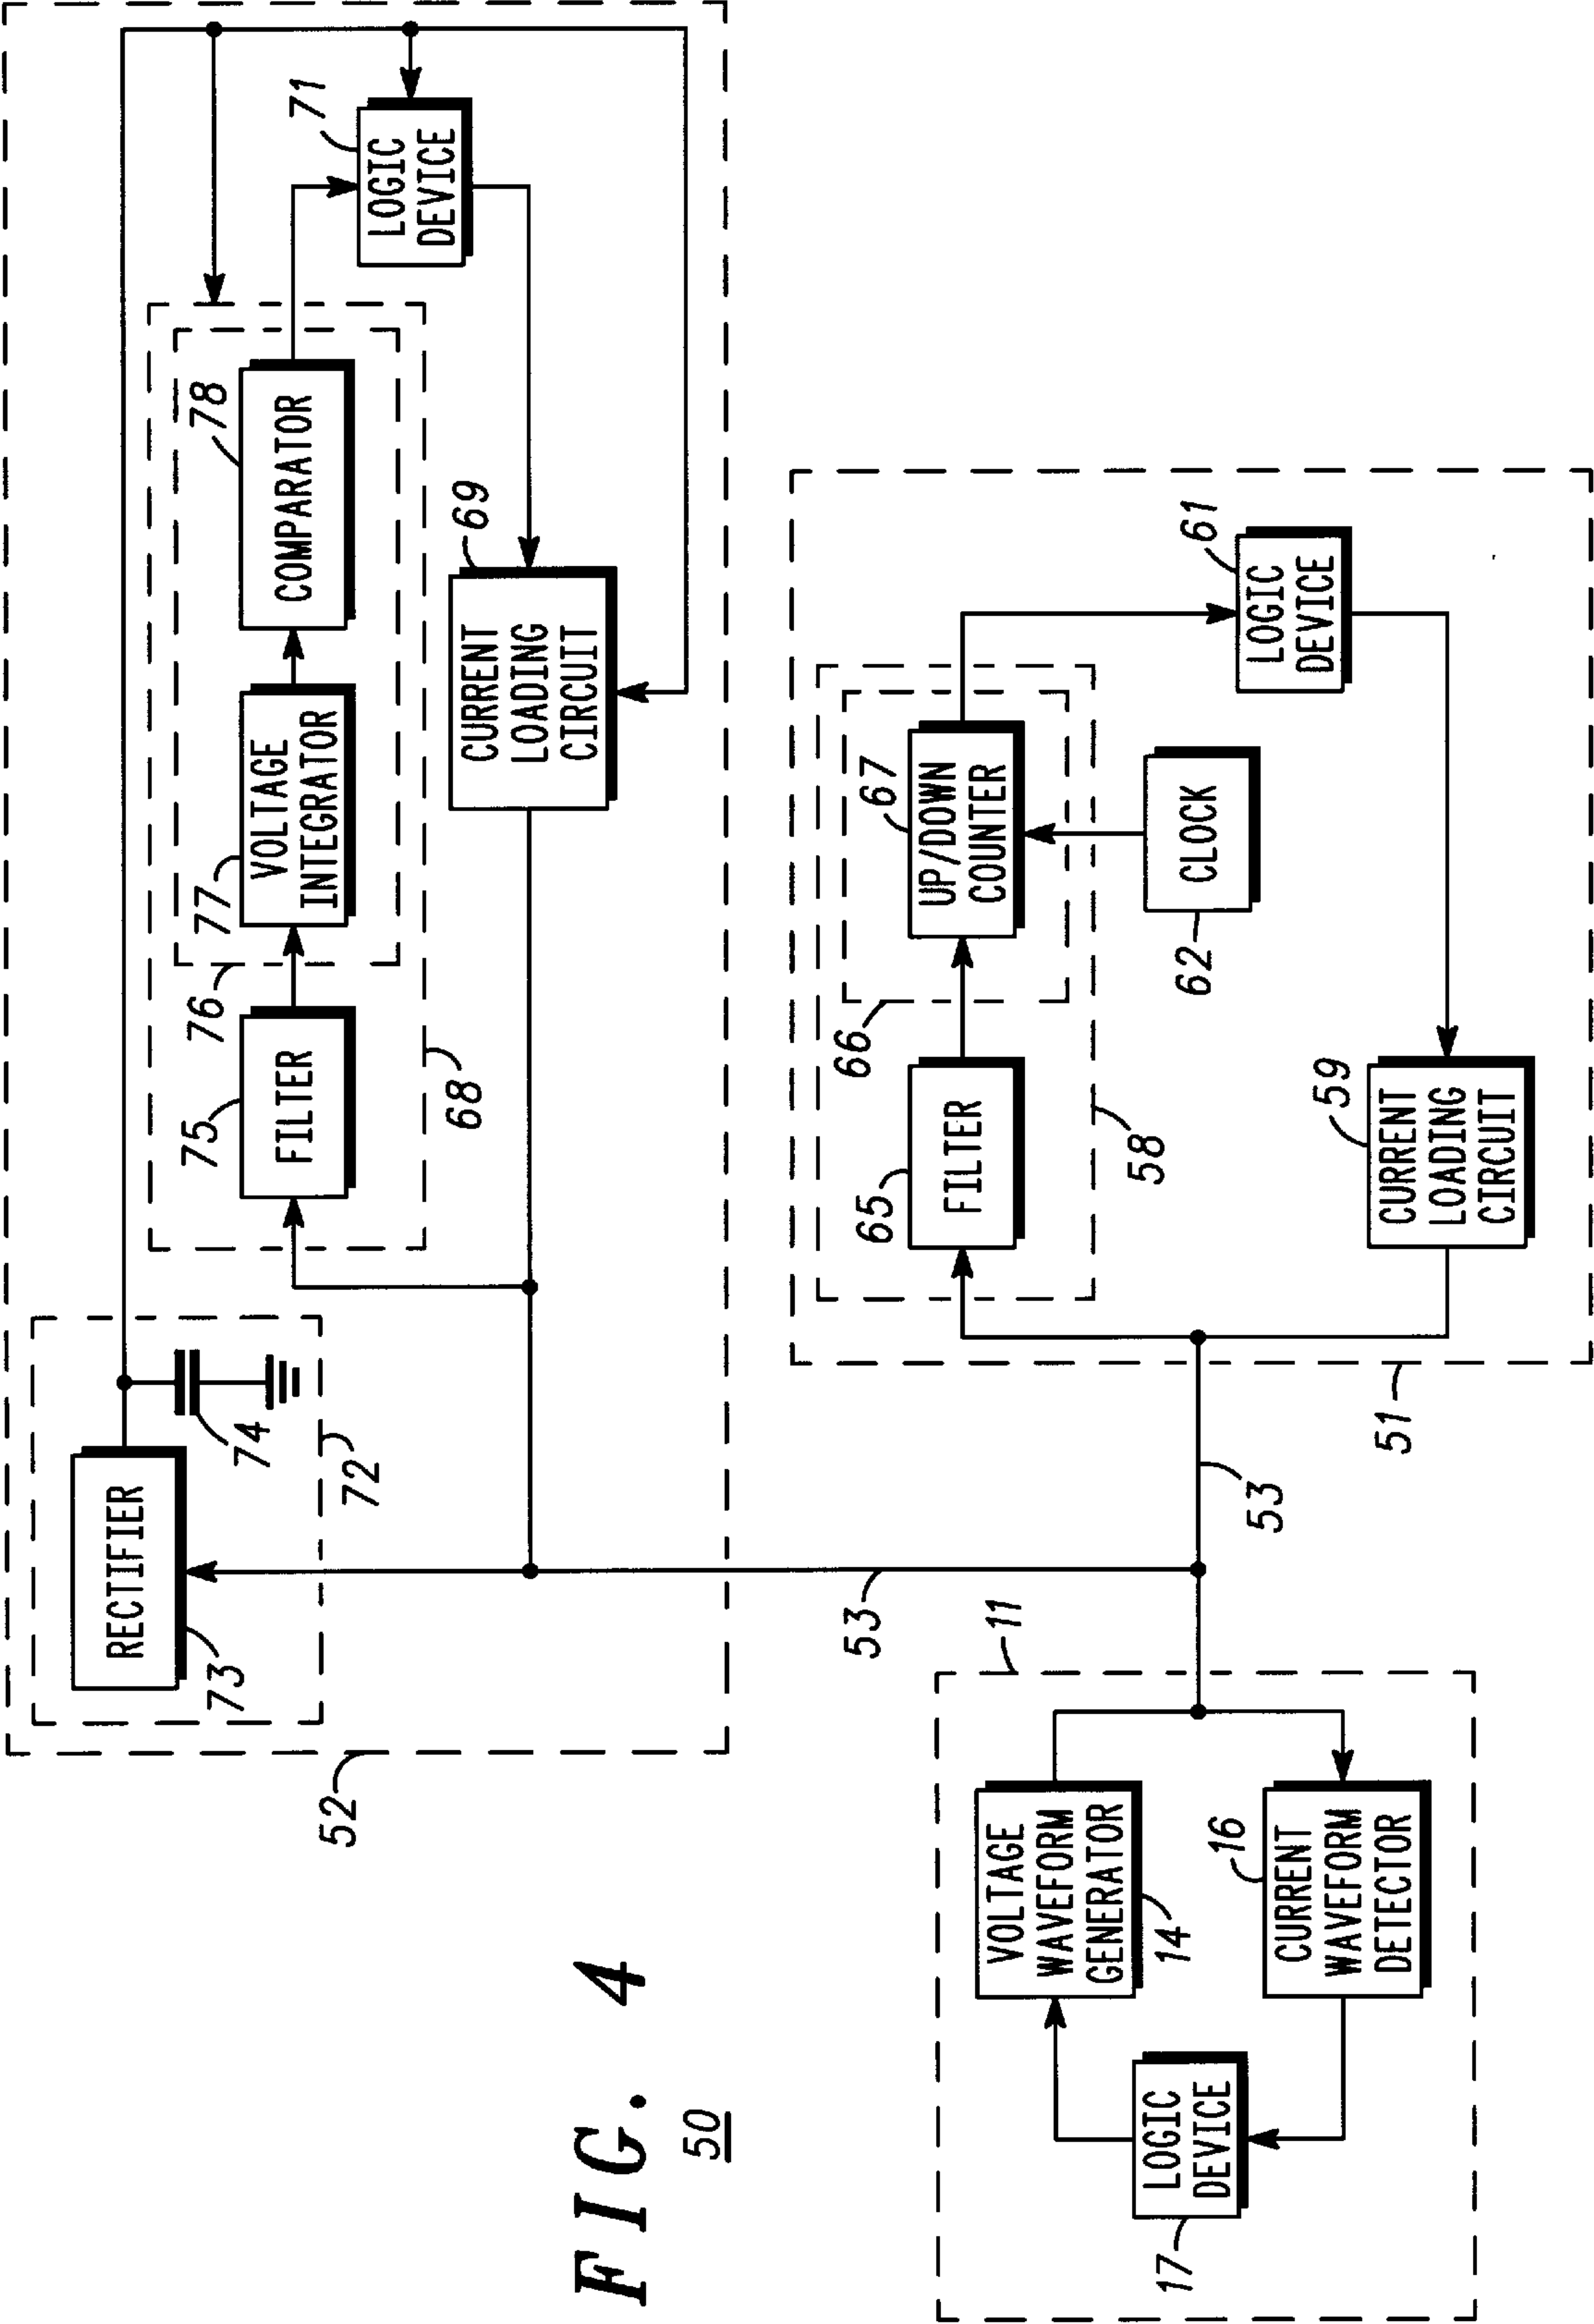 RECTIFIER
73
74
72
75
FILTER
76
77
VOLTAGE
INTEGRATOR
78
COMPARATOR
68
71
LOGIC
DEVICE
69
CURRENT
LOADING
CIRCUIT
52
53
53
11
VOLTAGE
WAVEFORM
GENERATOR
14
16
CURRENT
WAVEFORM
DETECTOR
LOGIC
DEVICE
17
65
FILTER
66
67
UP/DOWN
COUNTER
58
CLOCK
62
61
LOGIC
DEVICE
59
CURRENT
LOADING
CIRCUIT
51
FIG. 4
50